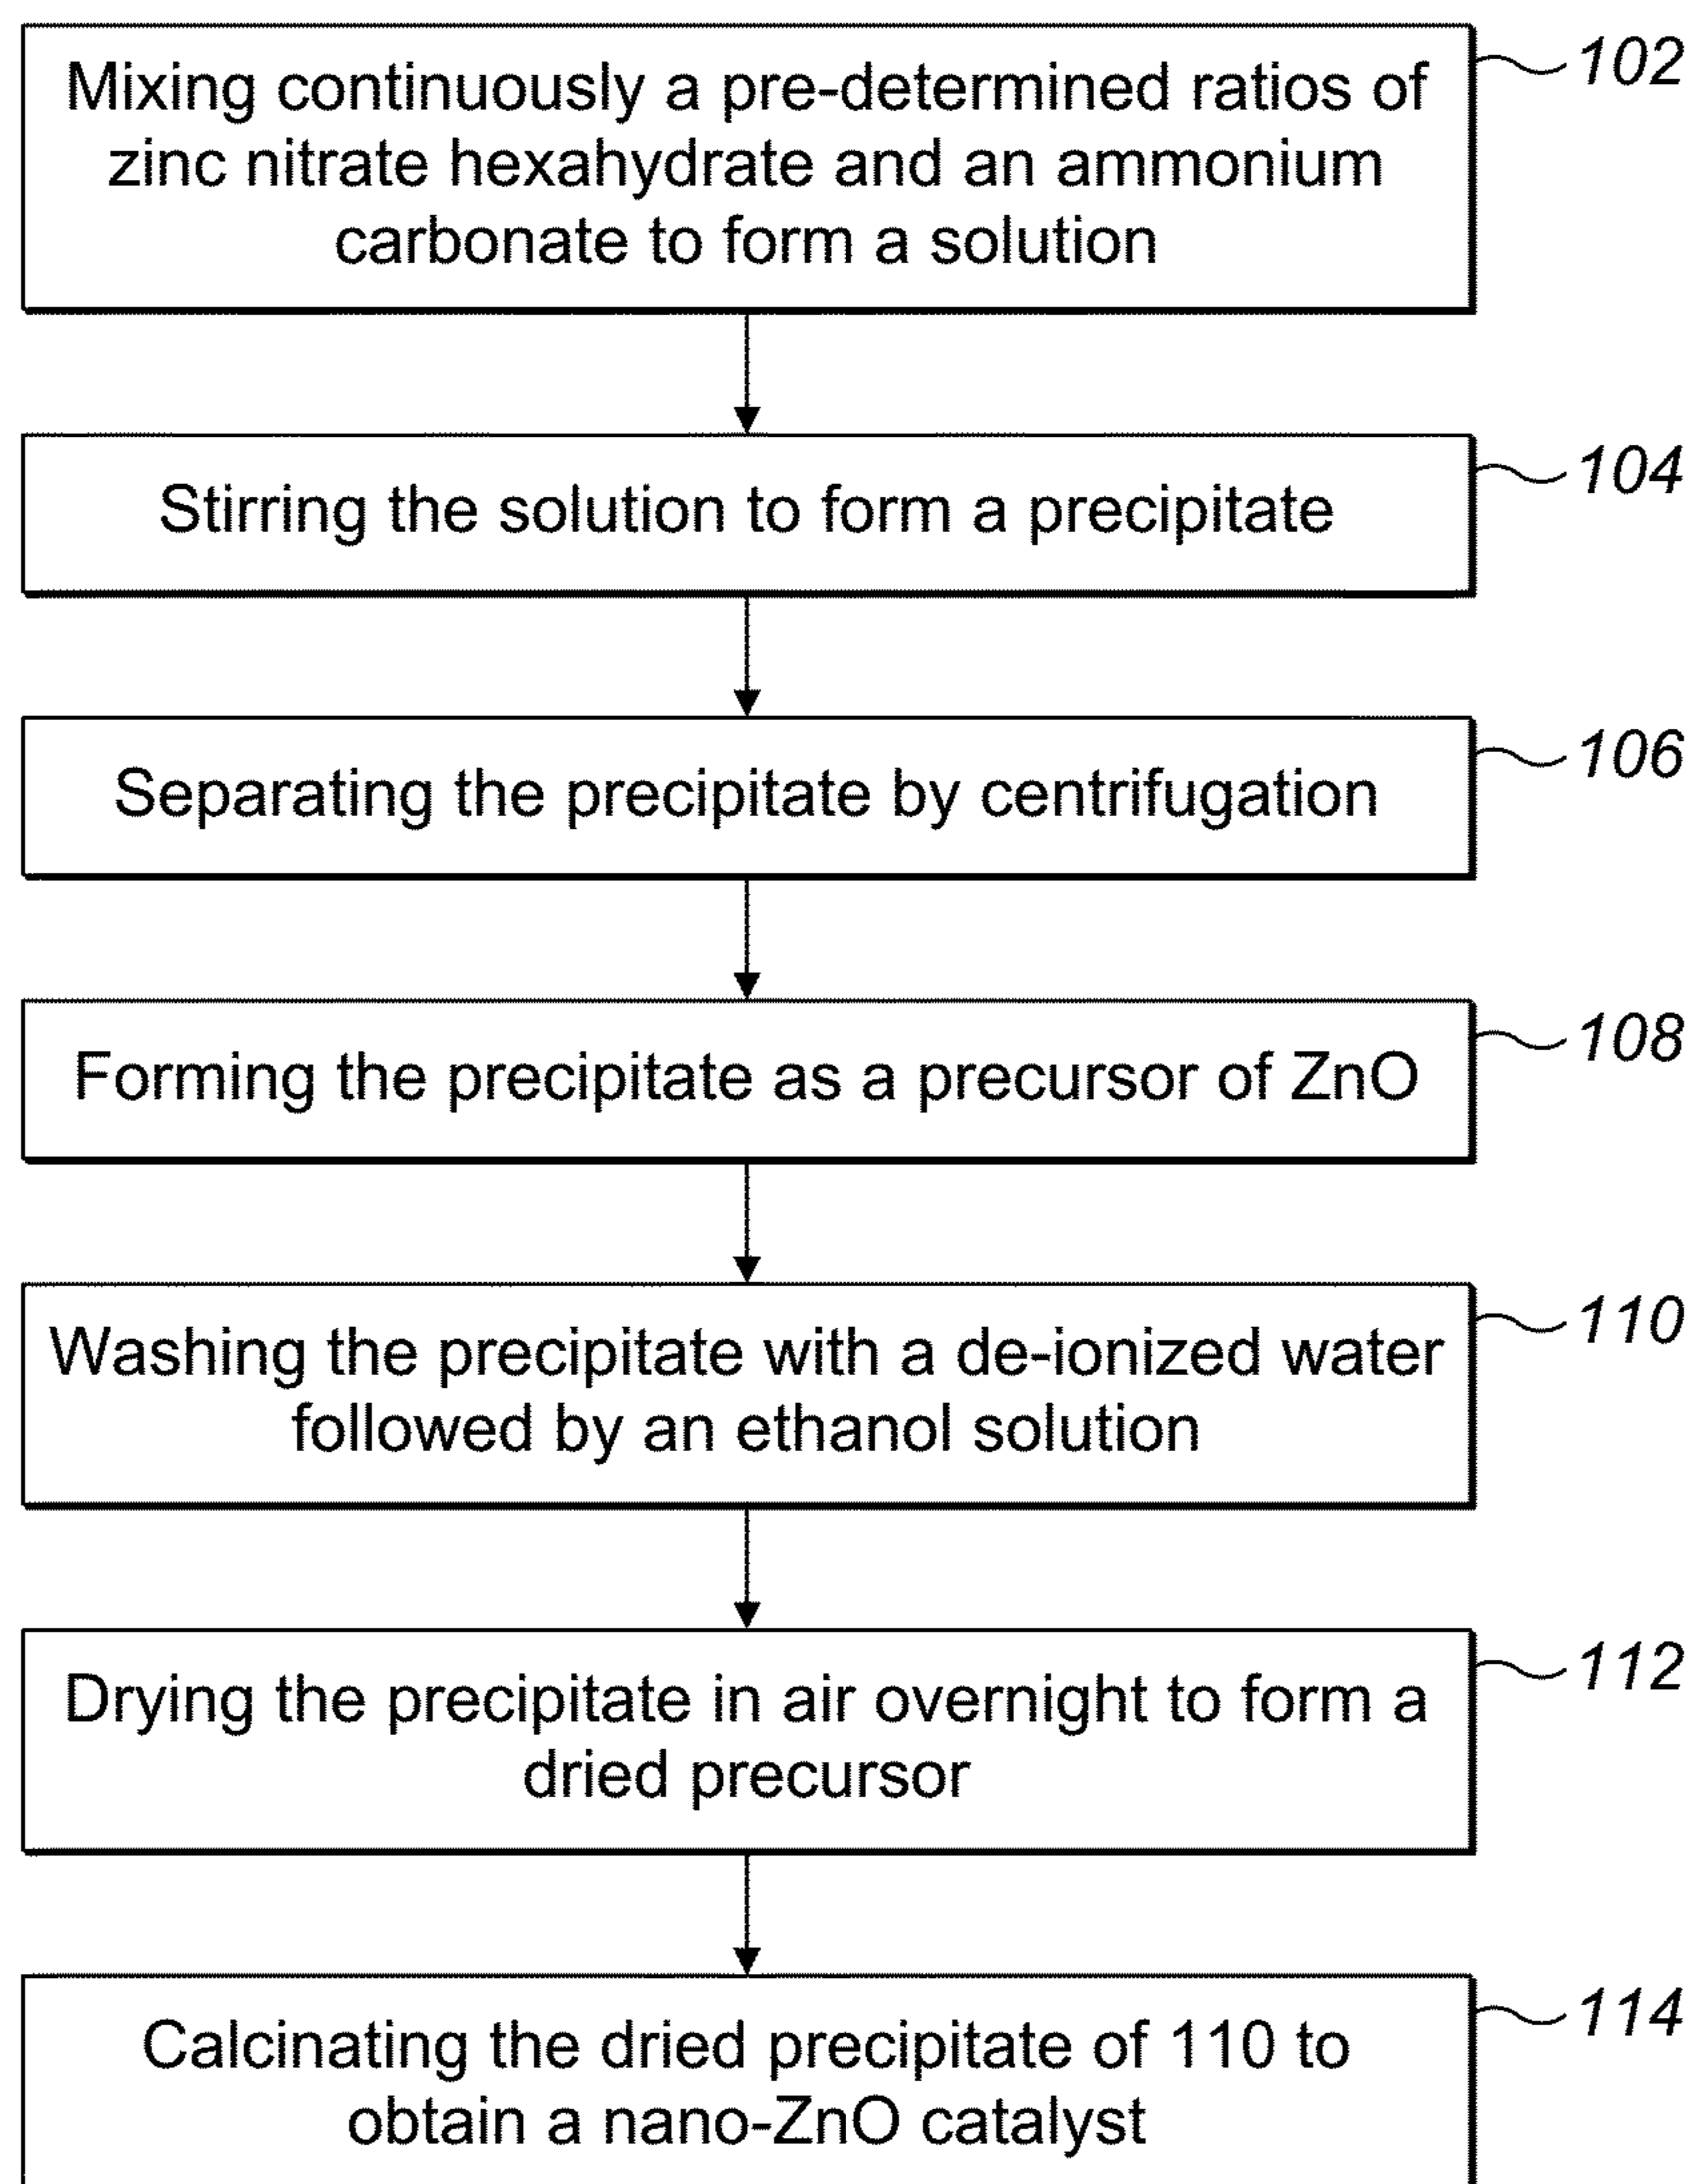 Mixing continuously a pre-determined ratios of
zinc nitrate hexahydrate and an ammonium
carbonate to form a solution
102
Stirring the solution to form a precipitate
104
Separating the precipitate by centrifugation
106
Forming the precipitate as a precursor of ZnO
108
Washing the precipitate with a de-ionized water
followed by an ethanol solution
110
Drying the precipitate in air overnight to form a
dried precursor
112
Calcinating the dried precipitate of 110 to
obtain a nano-ZnO catalyst
114